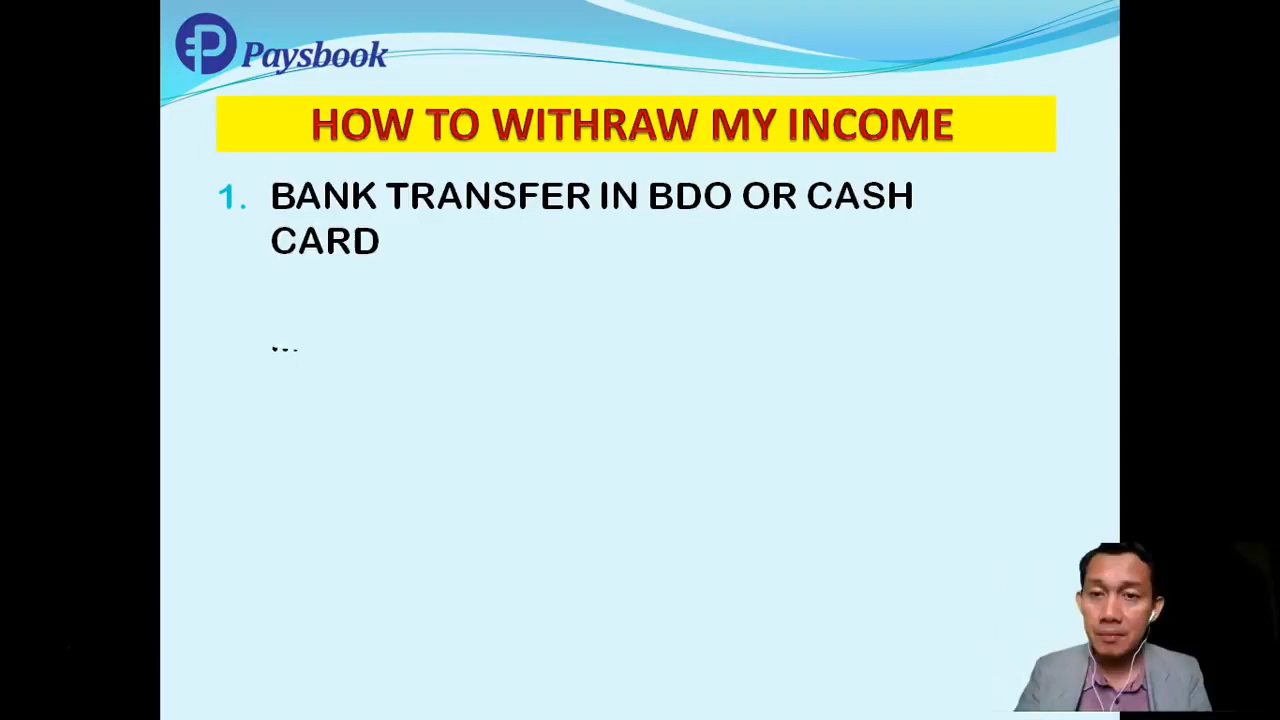 Paysbook
HOW TO WITHRAW MY INCOME
1. BANK TRANSFER IN BDO OR CASH
CARD